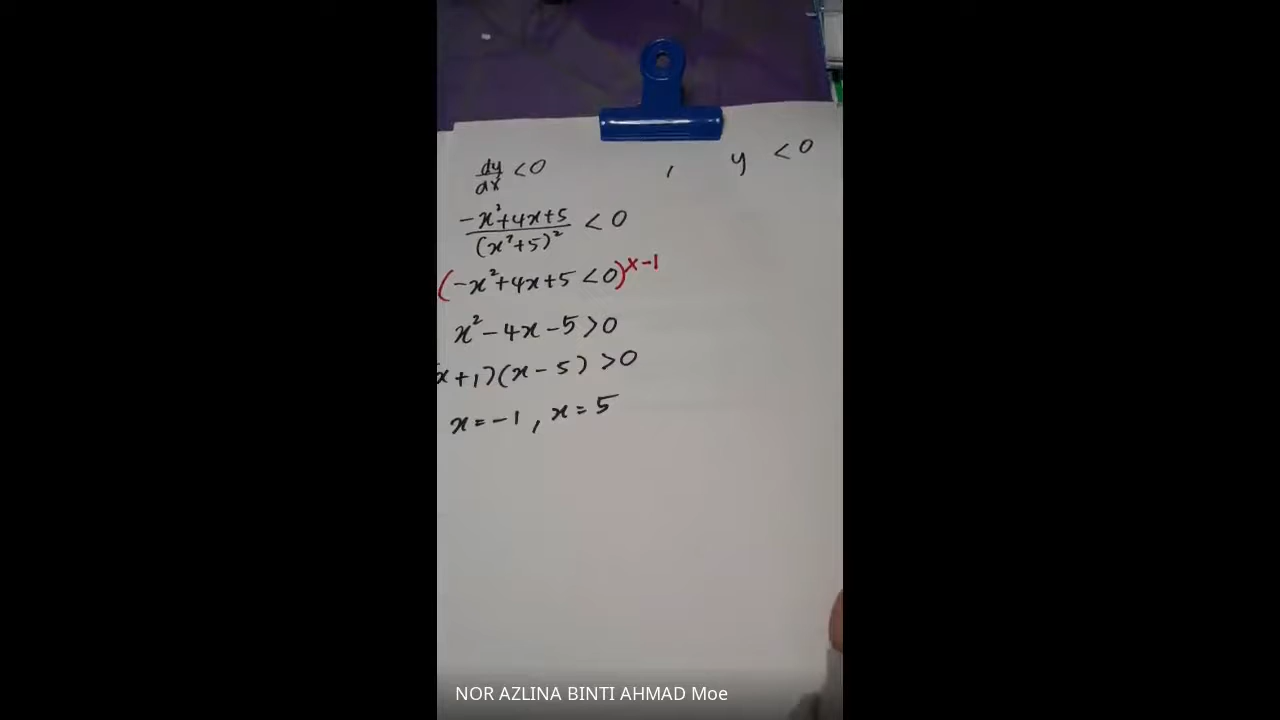 dy/dx < 0 , y < 0
(-x²+4x+5)/(x²+5)² < 0
(-x²+4x+5 < 0) × -1
x² - 4x - 5 > 0
x+1)(x-5) > 0
x = -1 , x = 5
NOR AZLINA BINTI AHMAD Moe